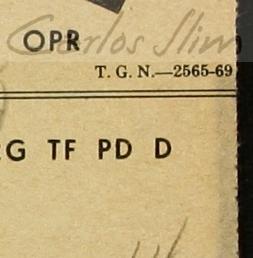 OPR
Carlos Slim
T. G. N.—2565-69
G TF PD D